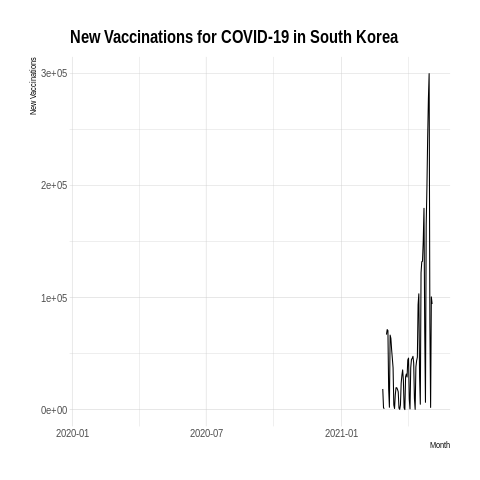 New Vaccinations for COVID-19 in South Korea
New Vaccinations
3e+05
2e+05
1e+05
0e+00
2020-01
2020-07
2021-01
Month